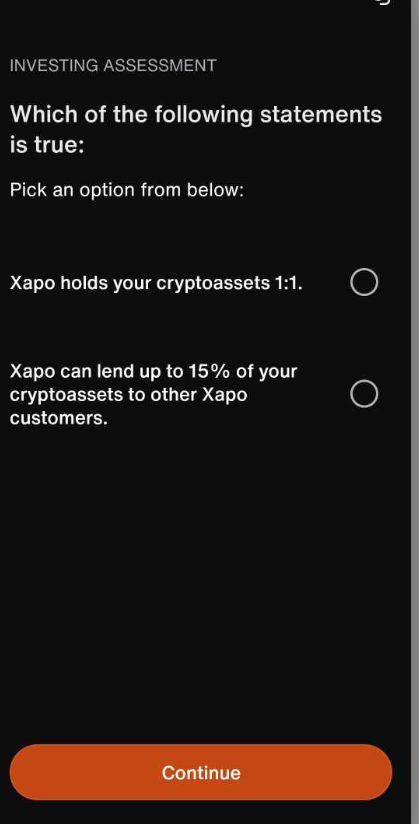 INVESTING ASSESSMENT
Which of the following statements
is true:
Pick an option from below:
Xapo holds your cryptoassets 1:1.
Xapo can lend up to 15% of your
cryptoassets to other Xapo
customers.
Continue